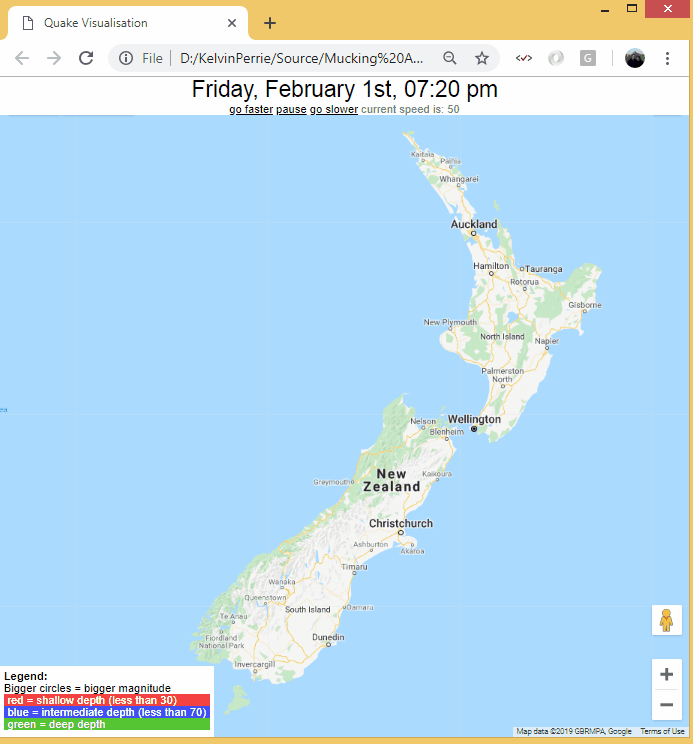 Quake Visualisation
File | D:/KelvinPerrie/Source/Mucking%20A...
G
Friday, February 1st, 07:20 pm
go faster pause go slower current speed is: 50
Kaitaia
Paihia
Whangarei
Auckland
Hamilton
Tauranga
Rotorua
Gisborne
New Plymouth
North Island
Napier
Palmerston
North
ea
Nelson
Wellington
Blenheim
New
Zealand
Kaikoura
Greymouth
Christchurch
Ashburton
Akaroa
Timaru
Wanaka
Queenstown
South Island
Oamaru
Te Anau
Fiordland
National Park
Dunedin
Invercargill
Legend:
Bigger circles = bigger magnitude
red = shallow depth (less than 30)
blue = intermediate depth (less than 70)
green = deep depth
Map data ©2019 GBRMPA, Google Terms of Use